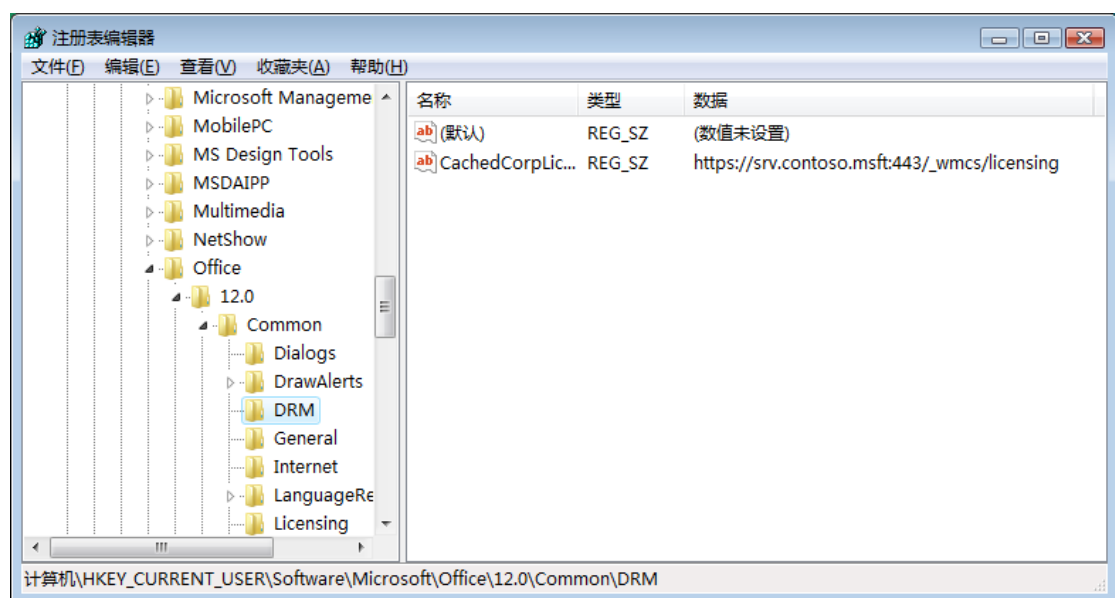 注册表编辑器
文件(F) 编辑(E) 查看(V) 收藏夹(A) 帮助(H)
Microsoft Manageme
MobilePC
MS Design Tools
MSDAIPP
Multimedia
NetShow
Office
12.0
Common
Dialogs
DrawAlerts
DRM
General
Internet
LanguageRe
Licensing
名称 类型 数据
ab (默认) REG_SZ (数值未设置)
ab CachedCorpLic... REG_SZ https://srv.contoso.msft:443/_wmcs/licensing
计算机\HKEY_CURRENT_USER\Software\Microsoft\Office\12.0\Common\DRM